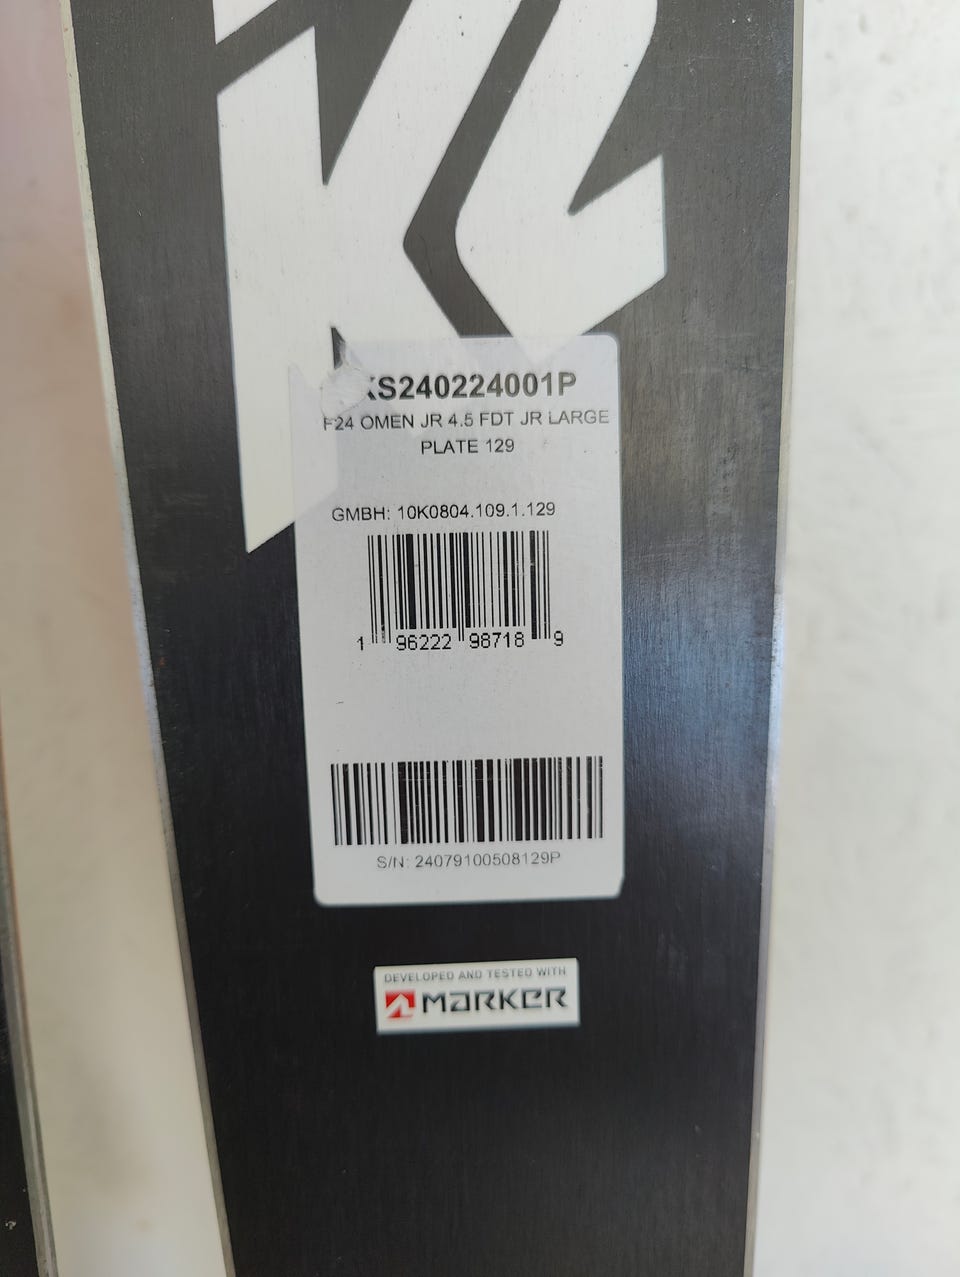 K2
KS240224001P
F24 OMEN JR 4.5 FDT JR LARGE
PLATE 129
GMBH: 10K0804.109.1.129
1 96222 98718 9
S/N: 24079100508129P
DEVELOPED AND TESTED WITH
MARKER